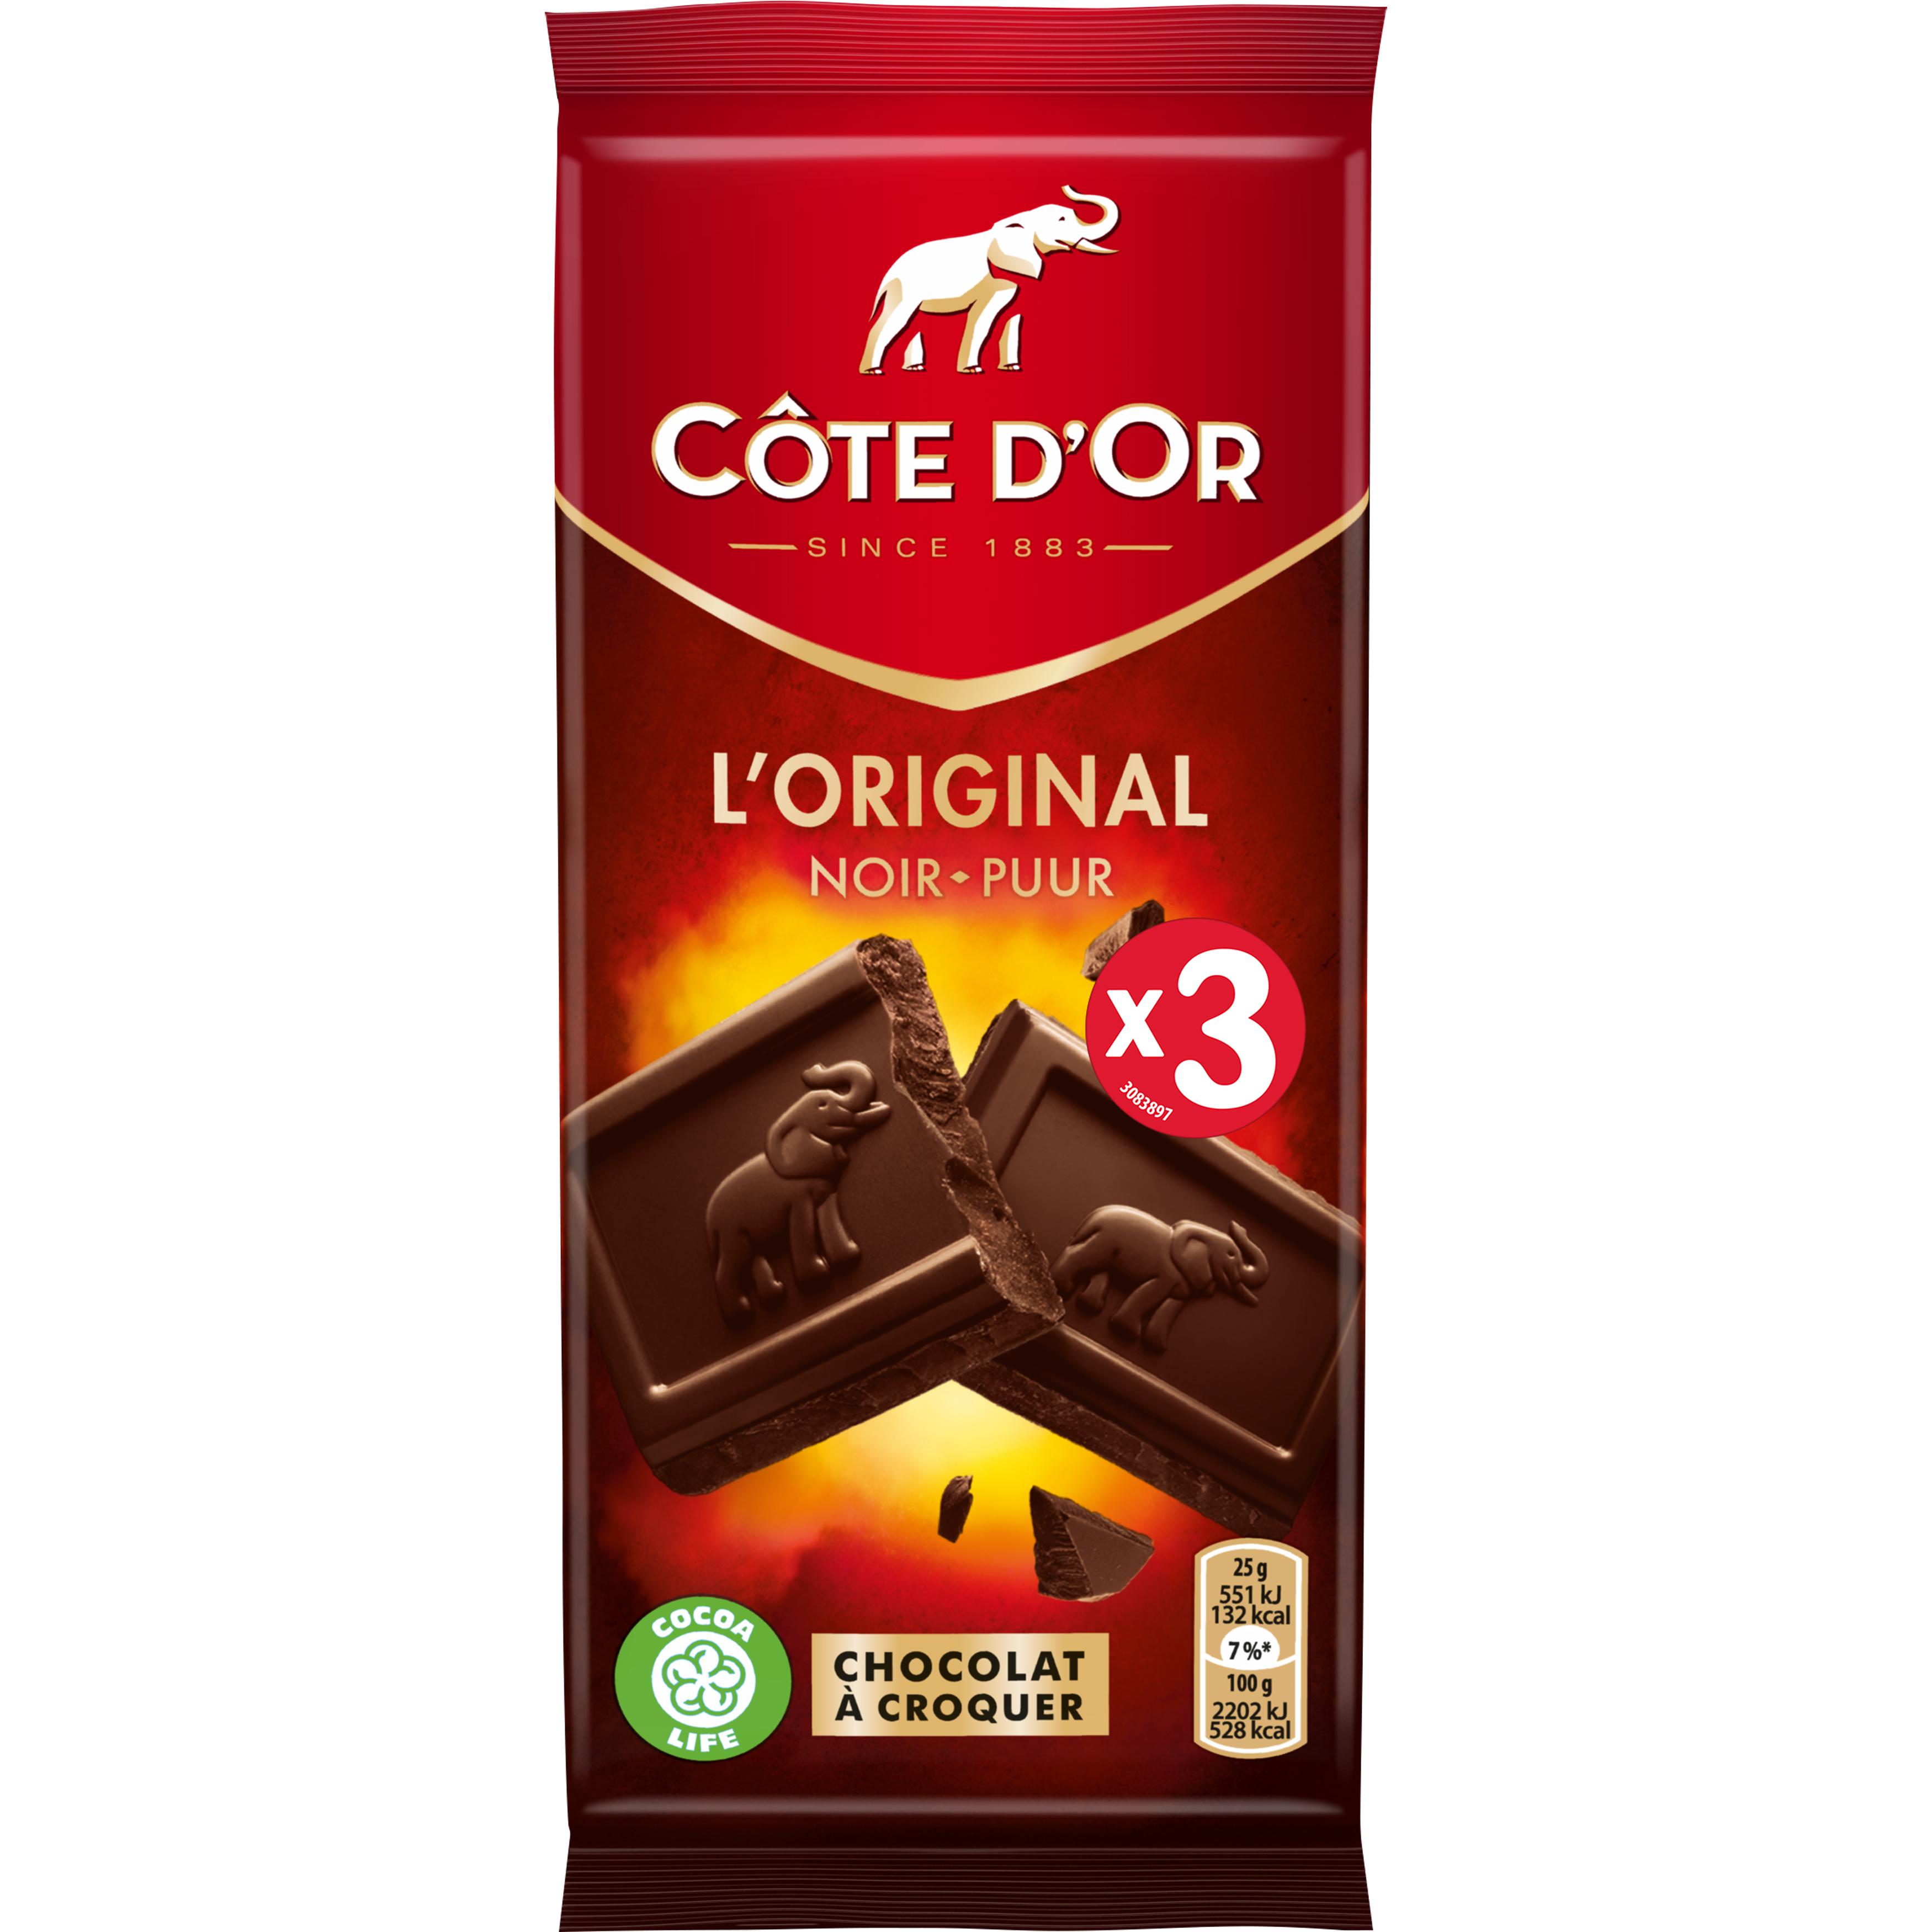 CÔTE D'OR
SINCE 1883
L'ORIGINAL
NOIR PUUR
x3
3083897
COCOA
LIFE
CHOCOLAT
À CROQUER
25 g
551 kJ
132 kcal
7 %*
100 g
2202 kJ
528 kcal